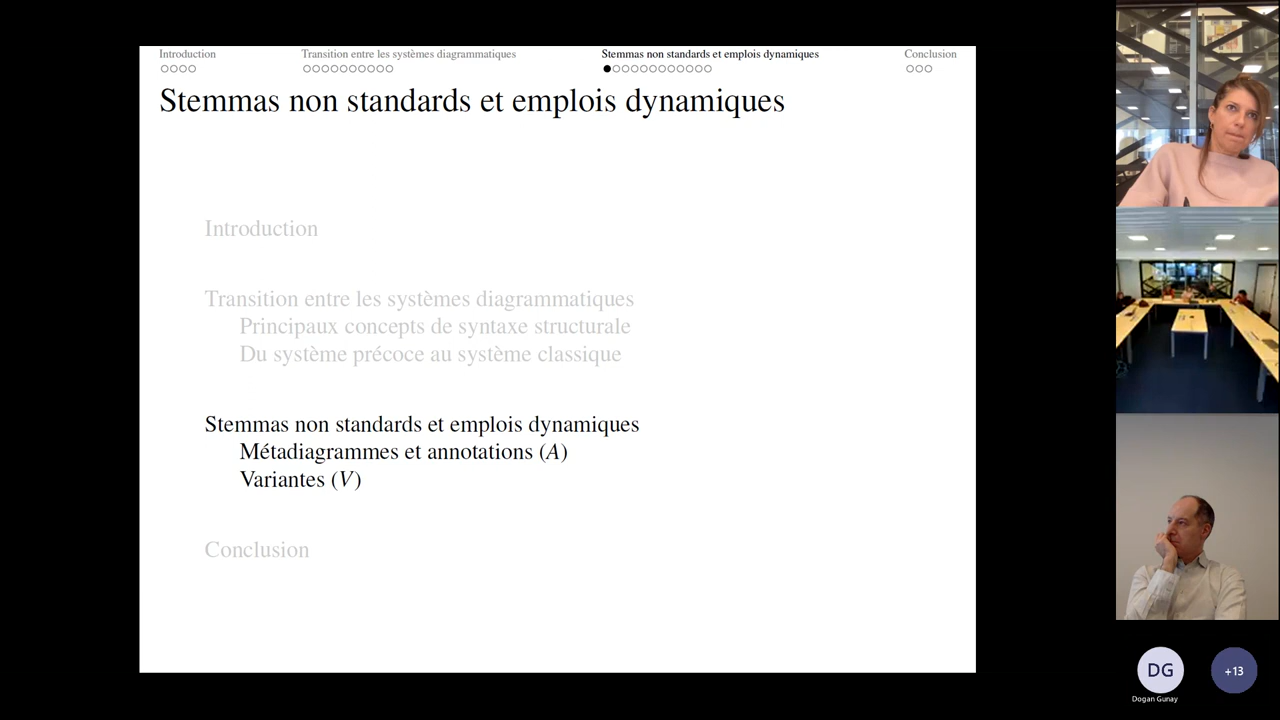 Introduction
Transition entre les systèmes diagrammatiques
Stemmas non standards et emplois dynamiques
Conclusion
Stemmas non standards et emplois dynamiques
Introduction
Transition entre les systèmes diagrammatiques
Principaux concepts de syntaxe structurale
Du système précoce au système classique
Stemmas non standards et emplois dynamiques
Métadiagrammes et annotations (A)
Variantes (V)
Conclusion
DG
+13
Dogan Gunay